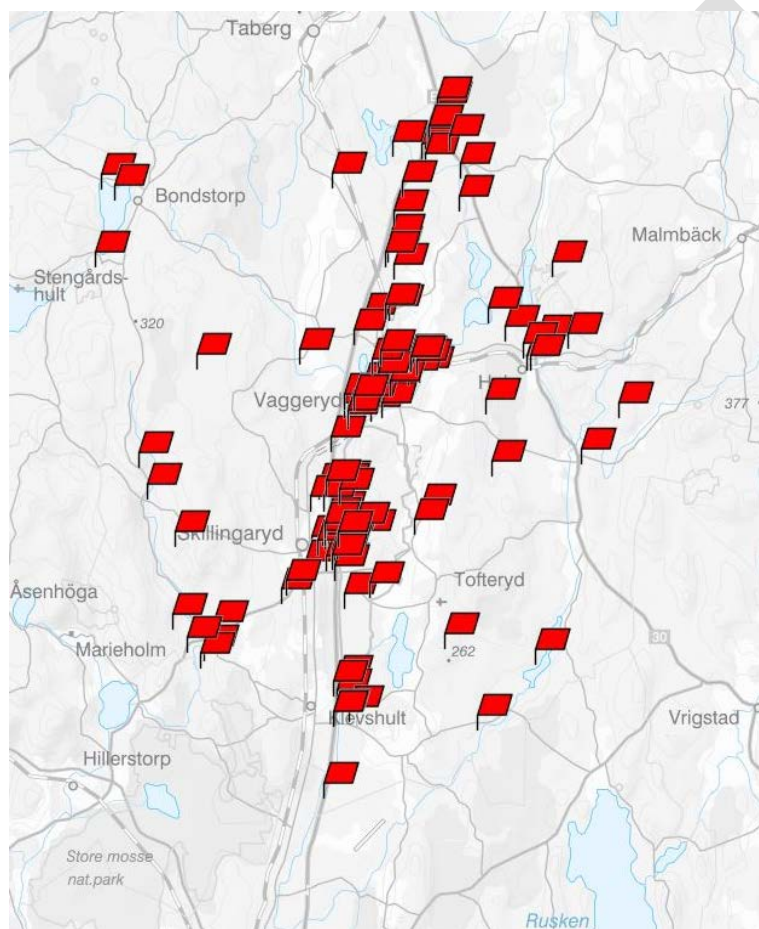 Taberg
Bondstorp
Malmbäck
Stengårds-
hult
320
Vaggeryd
377
Skillingaryd
Åsenhöga
Tofteryd
Marieholm
30
262
Klevshult
Vrigstad
Hillerstorp
Store mosse
nat.park
Rusken